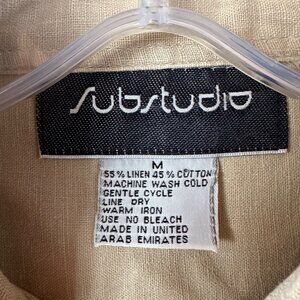 Substudio
M
55% LINEN 45% COTTON
MACHINE WASH COLD
GENTLE CYCLE
LINE DRY
WARM IRON
USE NO BLEACH
MADE IN UNITED
ARAB EMIRATES